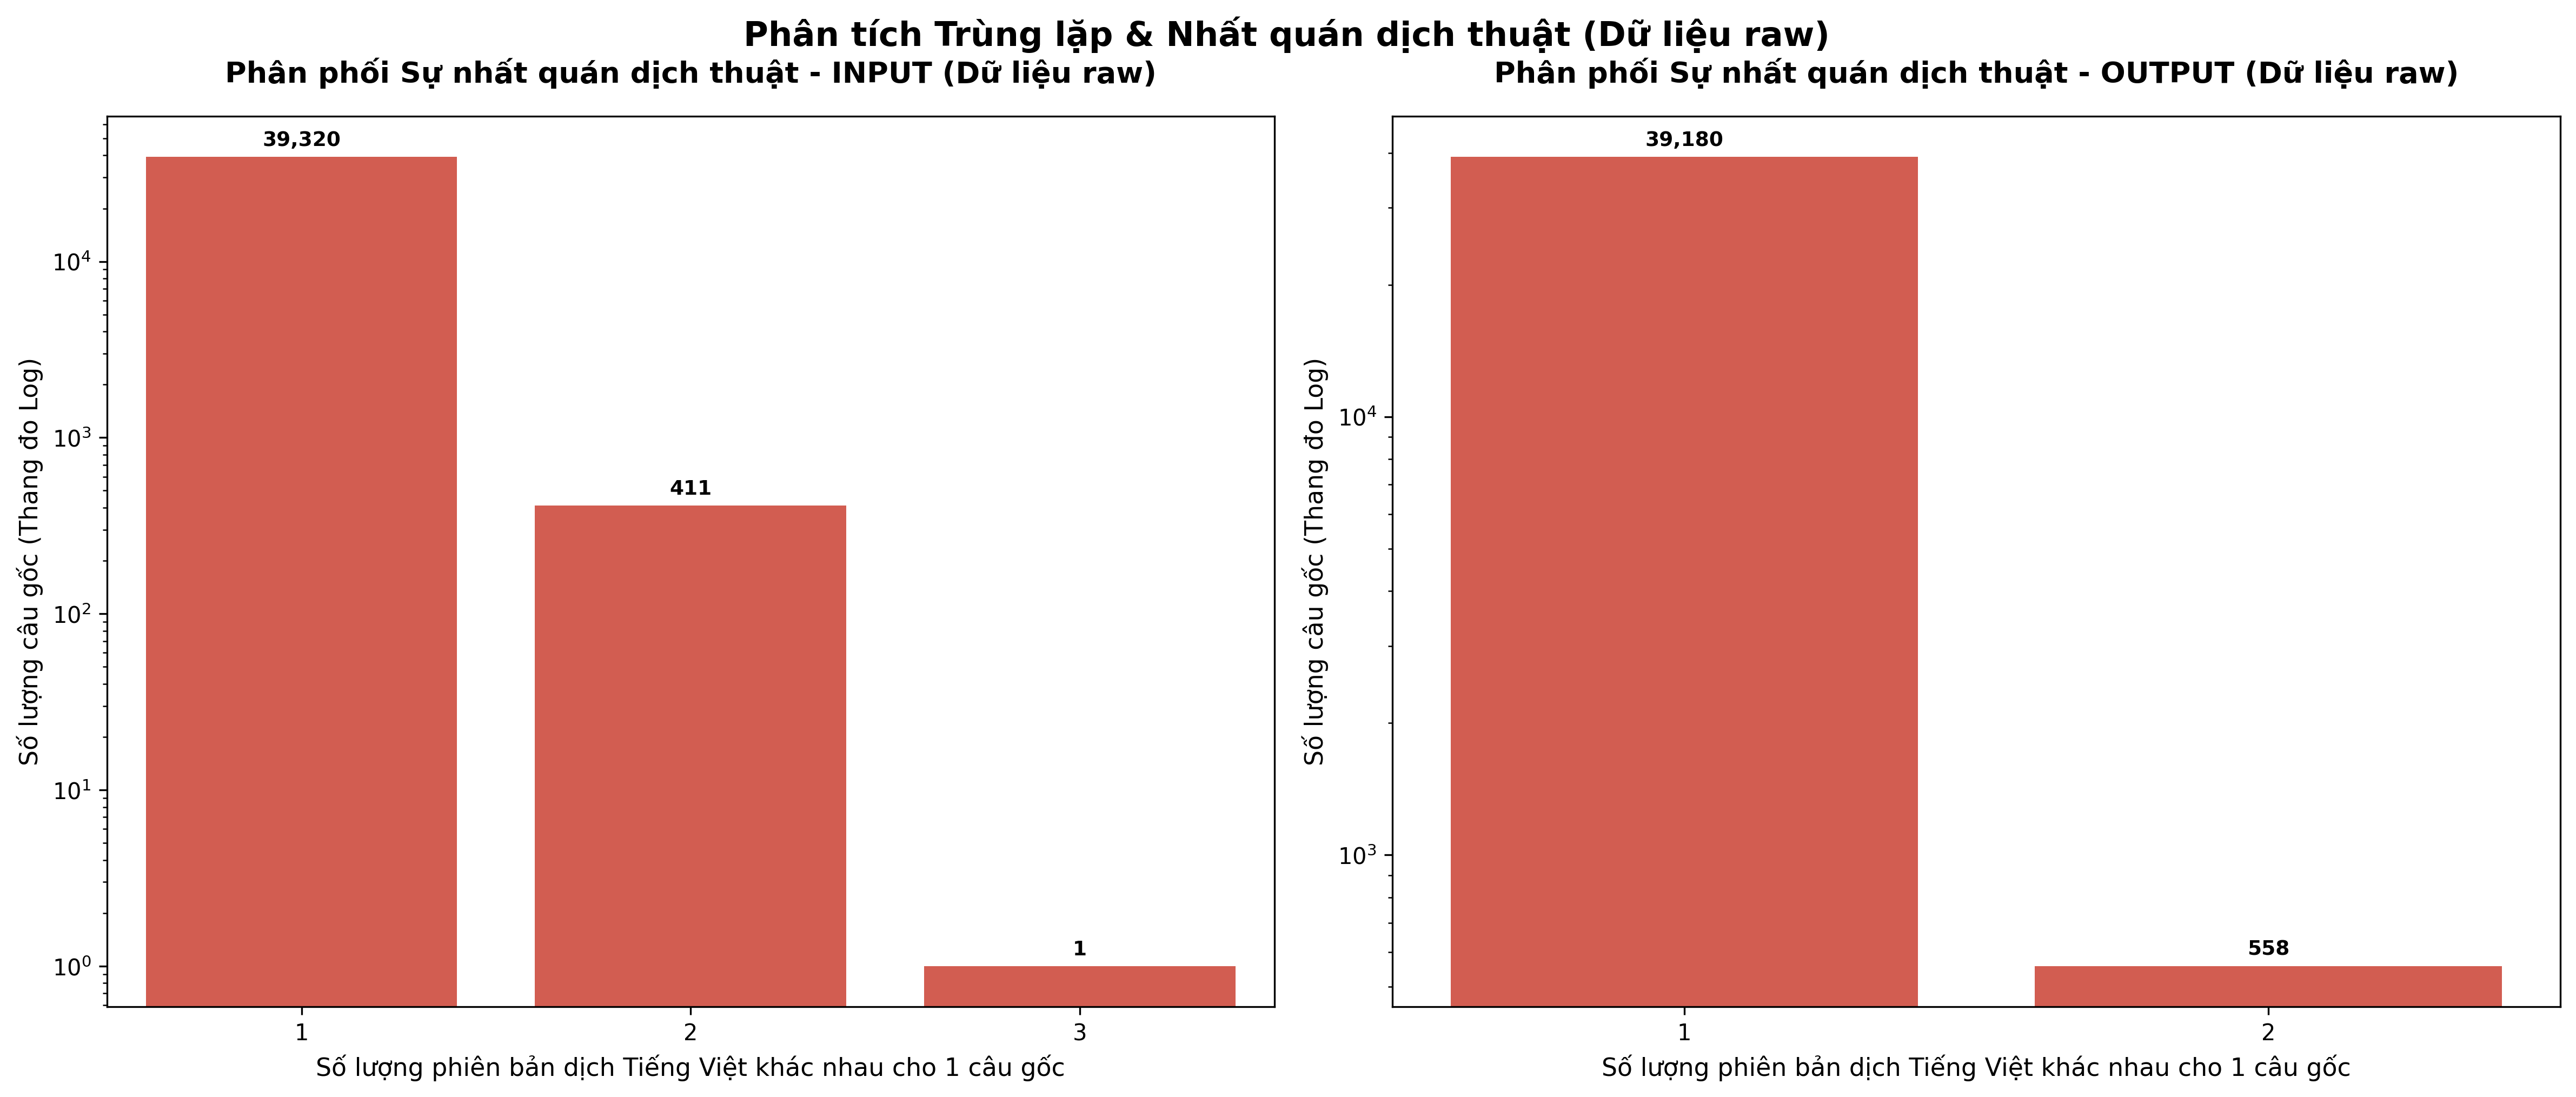 Phân tích Trùng lặp & Nhất quán dịch thuật (Dữ liệu raw)
Phân phối Sự nhất quán dịch thuật - INPUT (Dữ liệu raw)
Số lượng câu gốc (Thang đo Log)
10⁴
10³
10²
10¹
10⁰
39,320
411
1
1
2
3
Số lượng phiên bản dịch Tiếng Việt khác nhau cho 1 câu gốc
Phân phối Sự nhất quán dịch thuật - OUTPUT (Dữ liệu raw)
Số lượng câu gốc (Thang đo Log)
10⁴
10³
39,180
558
1
2
Số lượng phiên bản dịch Tiếng Việt khác nhau cho 1 câu gốc